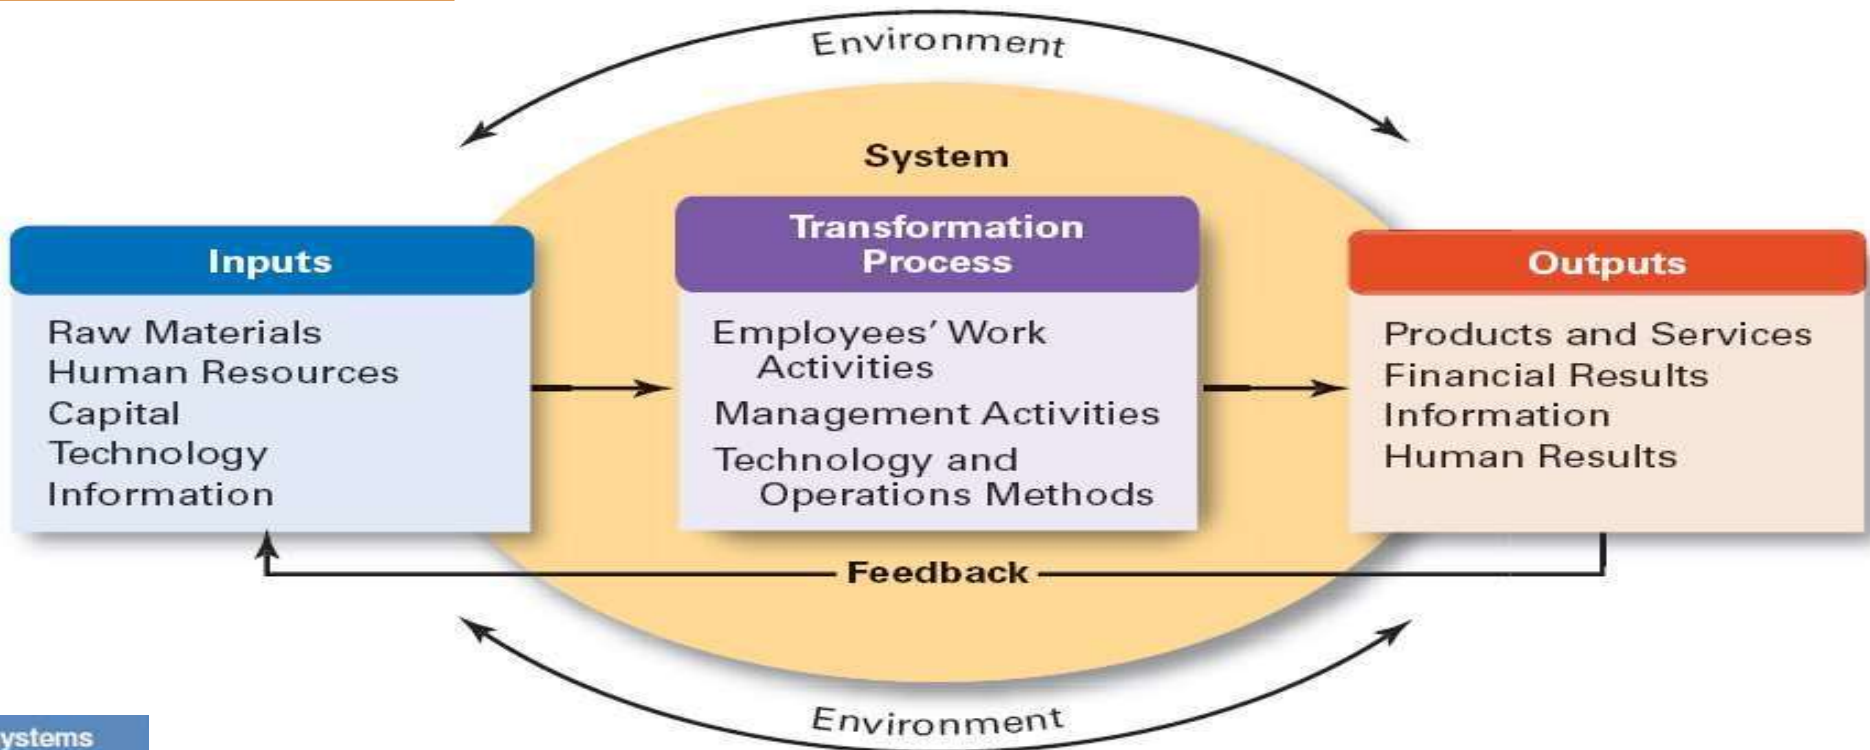 Environment
System
Inputs
Raw Materials
Human Resources
Capital
Technology
Information
Transformation
Process
Employees' Work
Activities
Management Activities
Technology and
Operations Methods
Outputs
Products and Services
Financial Results
Information
Human Results
Feedback
Environment
ystems